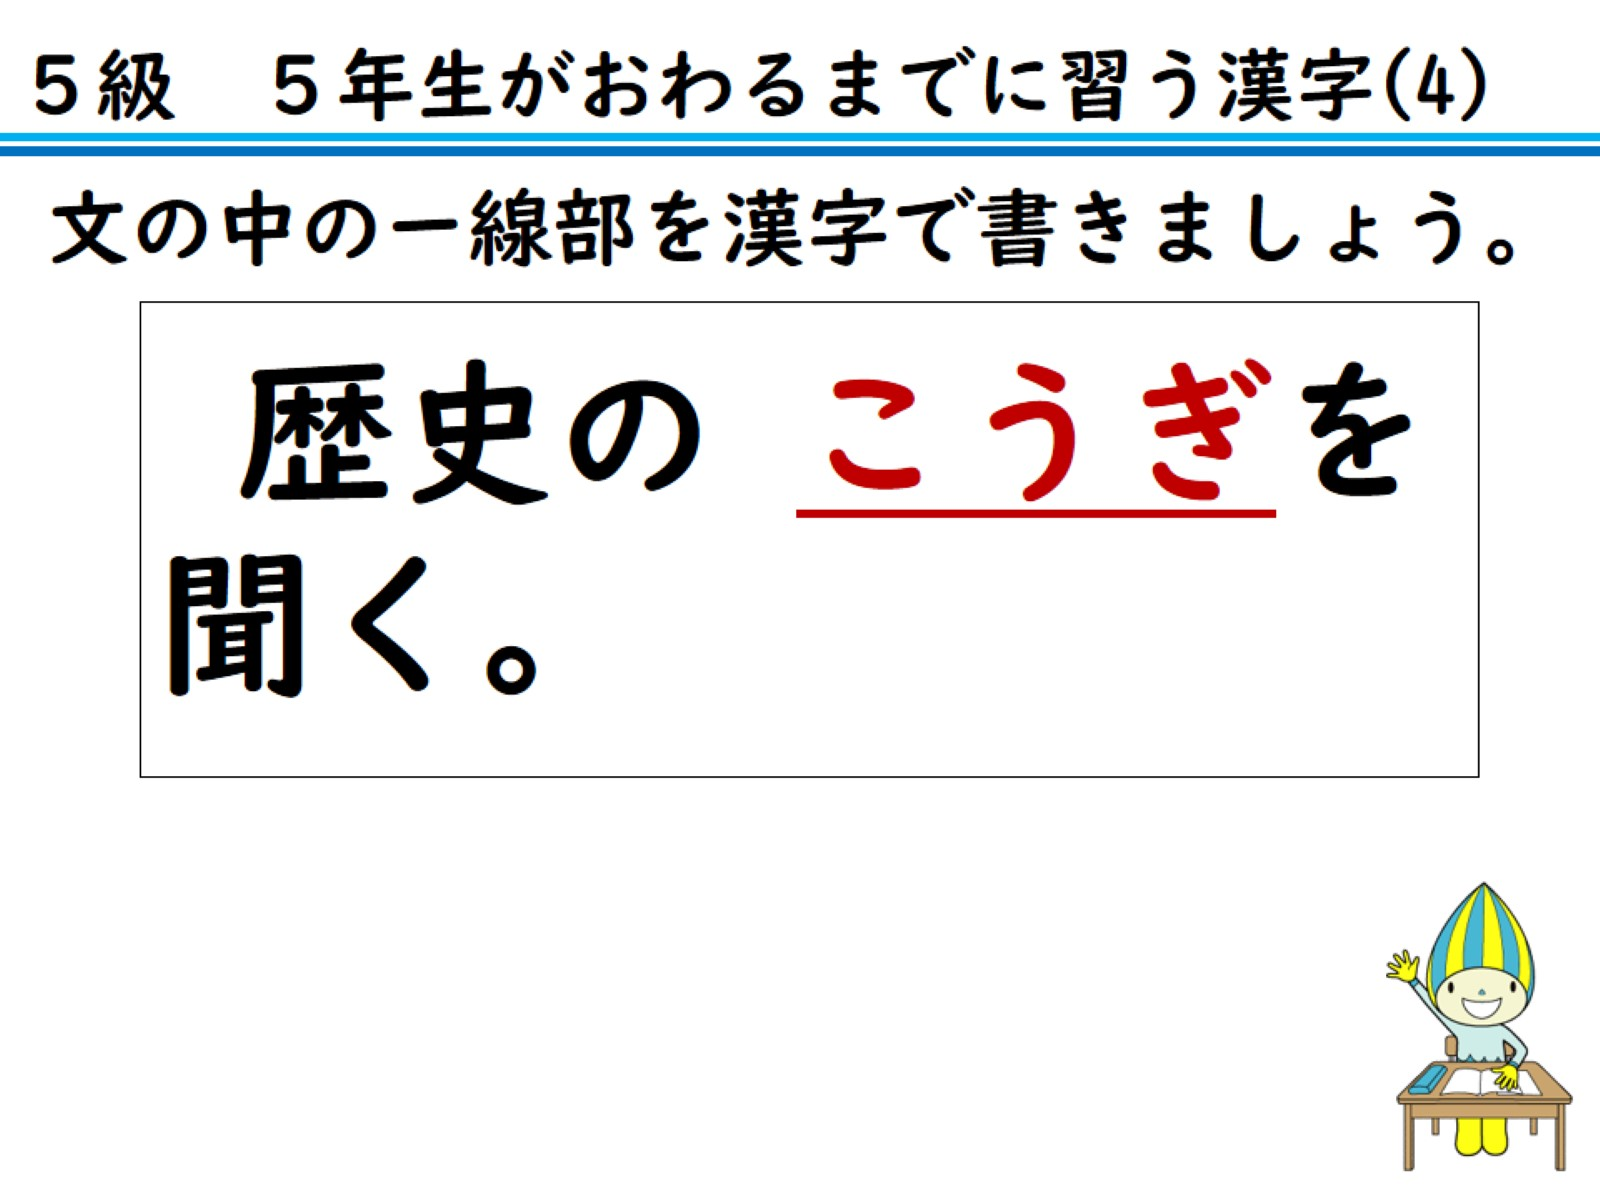 ５級　５年生がおわるまでに習う漢字(4)
文の中の一線部を漢字で書きましょう。
歴史の こうぎを
聞く。